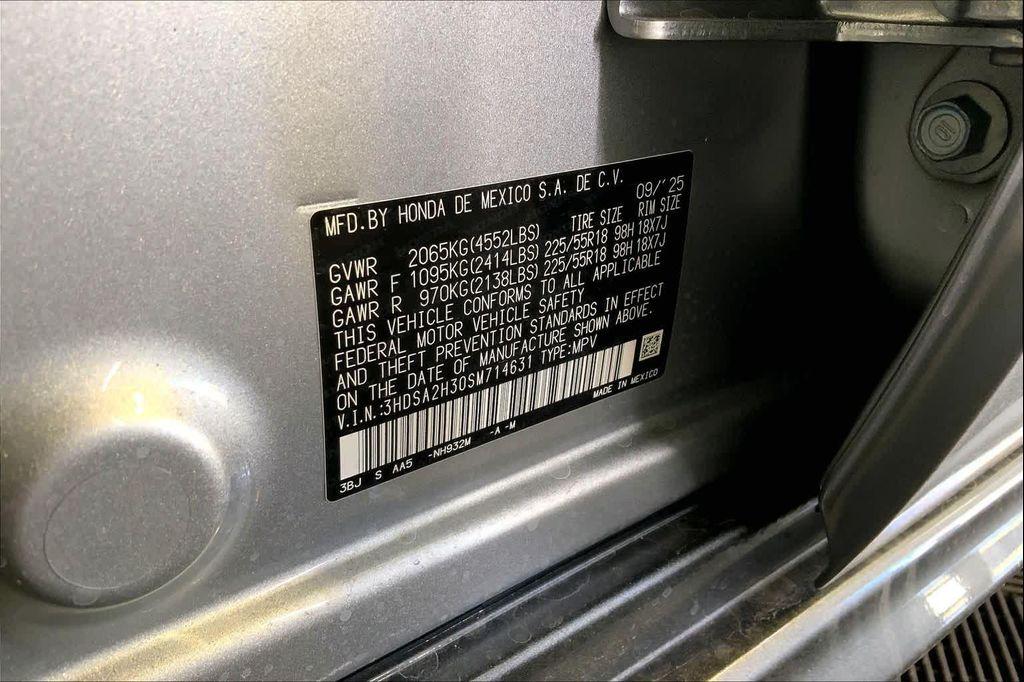 MFD.BY HONDA DE MEXICO S.A. DE C.V. 09/'25
GVWR 2065KG(4552LBS) TIRE SIZE RIM SIZE
GAWR F 1095KG(2414LBS) 225/55R18 98H 18X7J
GAWR R 970KG(2138LBS) 225/55R18 98H 18X7J
THIS VEHICLE CONFORMS TO ALL APPLICABLE
FEDERAL MOTOR VEHICLE SAFETY
AND THEFT PREVENTION STANDARDS IN EFFECT
ON THE DATE OF MANUFACTURE SHOWN ABOVE.
V.I.N.:3HDSA2H30SM714631 TYPE:MPV
3BJ S AA5 -NH932M -A -M MADE IN MEXICO